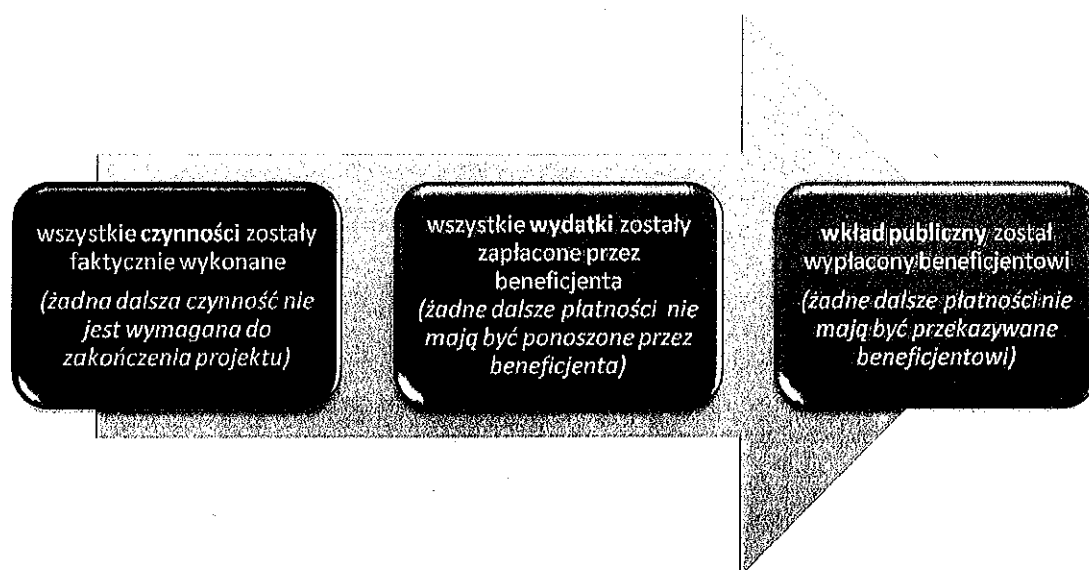 wszystkie czynności zostały
faktycznie wykonane
(żadna dalsza czynność nie
jest wymagana do
zakończenia projektu)
wszystkie wydatki zostały
zapłacone przez
beneficjenta
(żadne dalsze płatności nie
mają być ponoszone przez
beneficjenta)
wkład publiczny został
wypłacony beneficjentowi
(żadne dalsze płatności nie
mają być przekazywane
beneficjentowi)